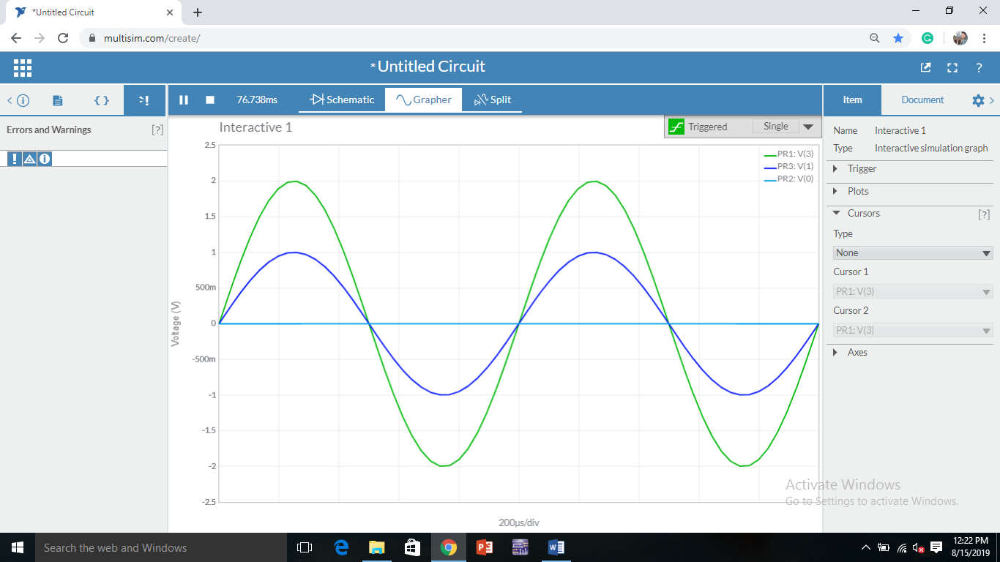 *Untitled Circuit
multisim.com/create/
*Untitled Circuit
?
76.738ms
Schematic
Grapher
Split
Item
Document
Errors and Warnings
[?]
Interactive 1
Triggered
Single
PR1: V(3)
PR3: V(1)
PR2: V(0)
2.5
2
1.5
1
500m
0
-500m
-1
-1.5
-2
-2.5
Voltage (V)
200µs/div
Name Interactive 1
Type Interactive simulation graph
Trigger
Plots
Cursors
[?]
Type
None
Cursor 1
PR1: V(3)
Cursor 2
PR1: V(3)
Axes
Activate Windows
Go to Settings to activate Windows.
Search the web and Windows
12:22 PM
8/15/2019